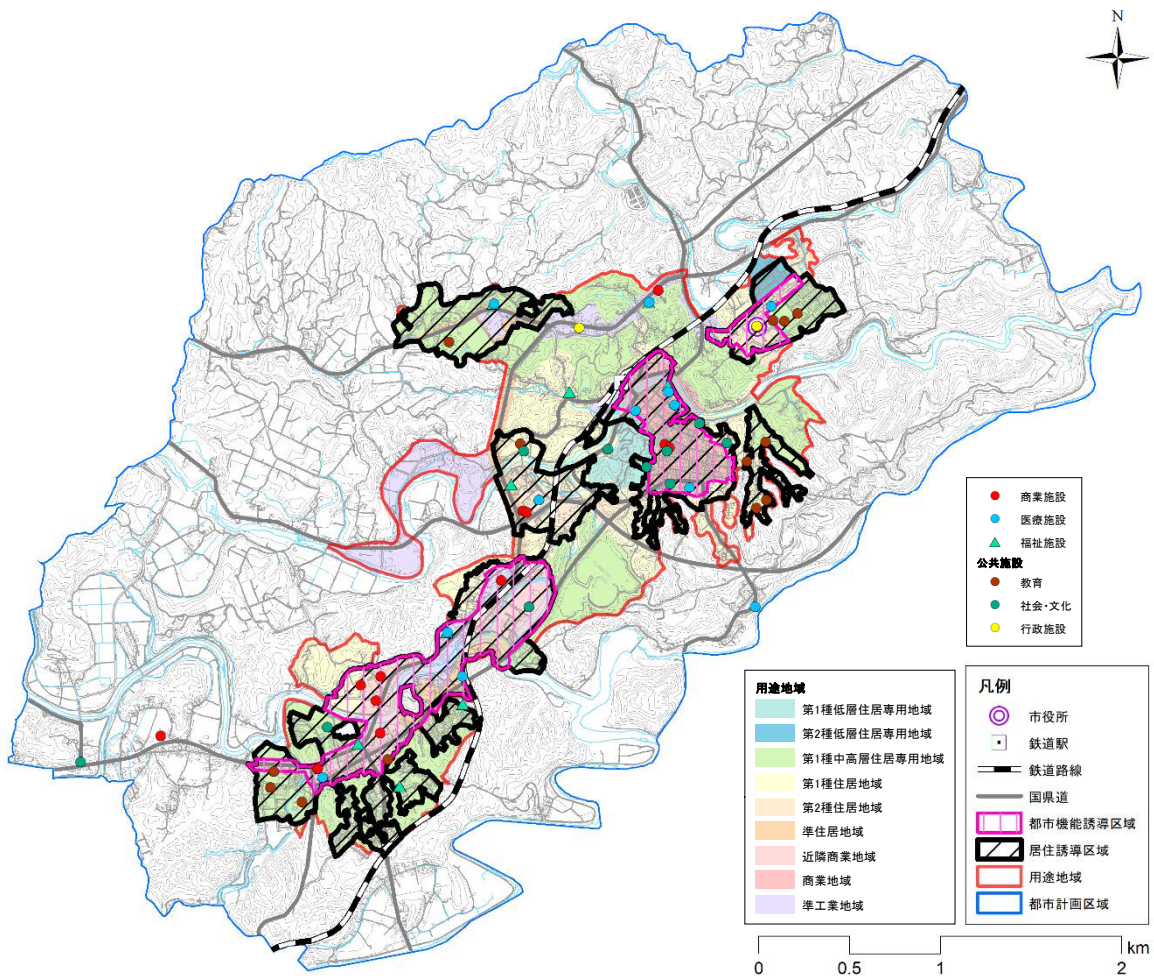 N
商業施設
医療施設
福祉施設
公共施設
教育
社会・文化
行政施設
用途地域
第1種低層住居専用地域
第2種低層住居専用地域
第1種中高層住居専用地域
第1種住居地域
第2種住居地域
準住居地域
近隣商業地域
商業地域
準工業地域
凡例
市役所
鉄道駅
鉄道路線
国県道
都市機能誘導区域
居住誘導区域
用途地域
都市計画区域
km
0 0.5 1 2